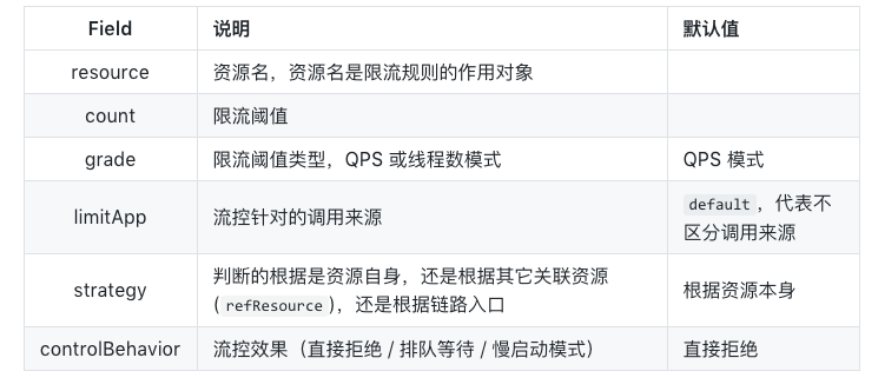 Field 说明 默认值
resource 资源名，资源名是限流规则的作用对象
count 限流阈值
grade 限流阈值类型，QPS 或线程数模式 QPS 模式
limitApp 流控针对的调用来源 default，代表不
区分调用来源
strategy 判断的根据是资源自身，还是根据其它关联资源
(refResource)，还是根据链路入口 根据资源本身
controlBehavior 流控效果（直接拒绝 / 排队等待 / 慢启动模式） 直接拒绝